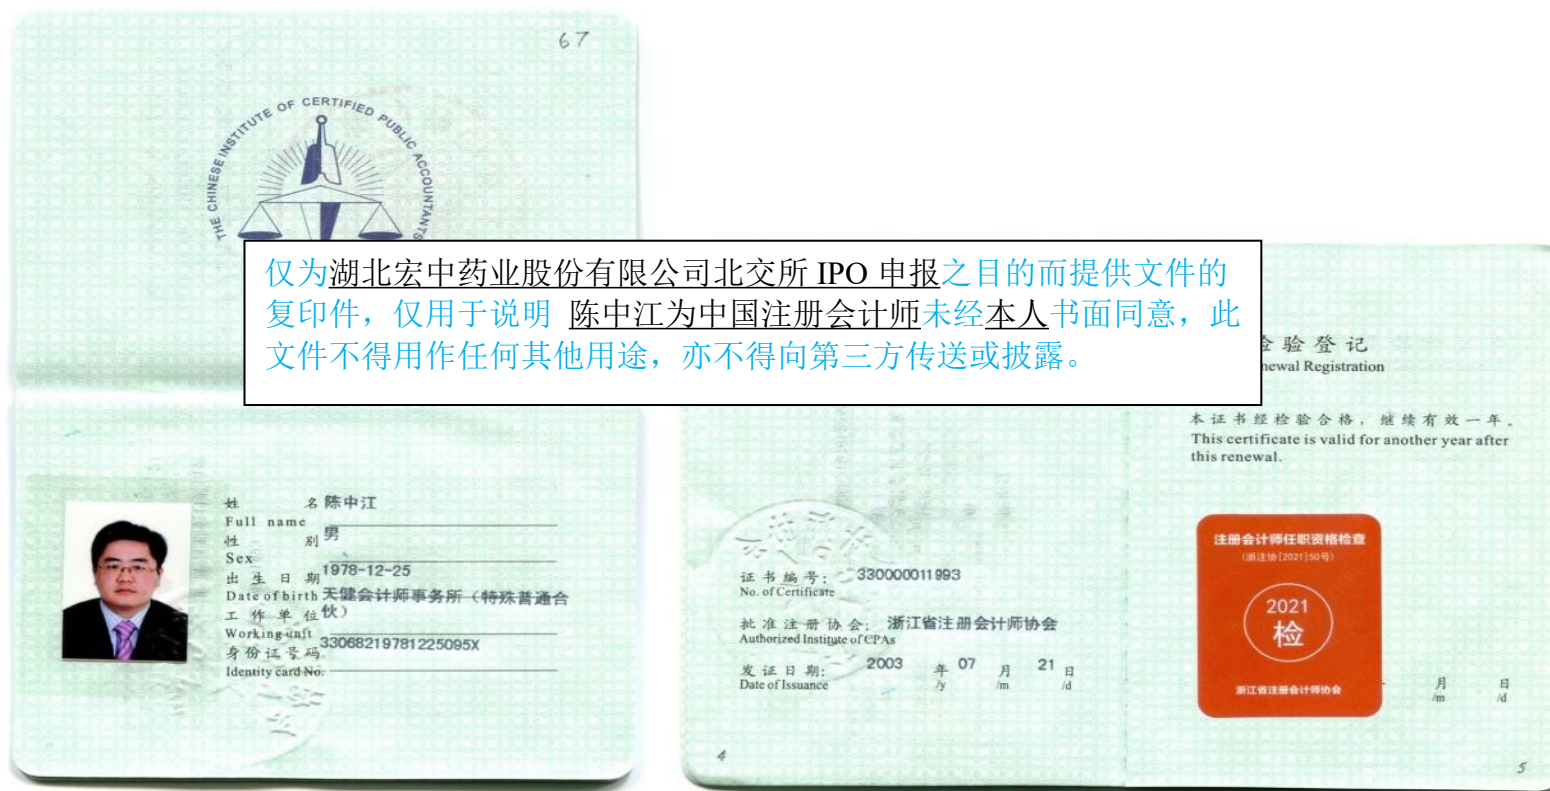 67
THE CHINESE INSTITUTE OF CERTIFIED PUBLIC ACCOUNTANTS
仅为湖北宏中药业股份有限公司北交所 IPO 申报之目的而提供文件的
复印件，仅用于说明 陈中江为中国注册会计师未经本人书面同意，此
文件不得用作任何其他用途，亦不得向第三方传送或披露。
姓 名 陈中江
Full name
性 别 男
Sex
出生日期 1978-12-25
Date of birth
工作单位 天健会计师事务所（特殊普通合
伙）
Working unit
身份证号码 33068219781225095X
Identity card No.
证书编号: 330000011993
No. of Certificate
批准注册协会: 浙江省注册会计师协会
Authorized Institute of CPAs
发证日期: 2003 年 07 月 21 日
Date of Issuance /y /m /d
4
验登记
newal Registration
本证书经检验合格，继续有效一年。
This certificate is valid for another year after
this renewal.
注册会计师任职资格检查
(浙注协[2021]50号)
2021
检
浙江省注册会计师协会
月 日
/m /d
5